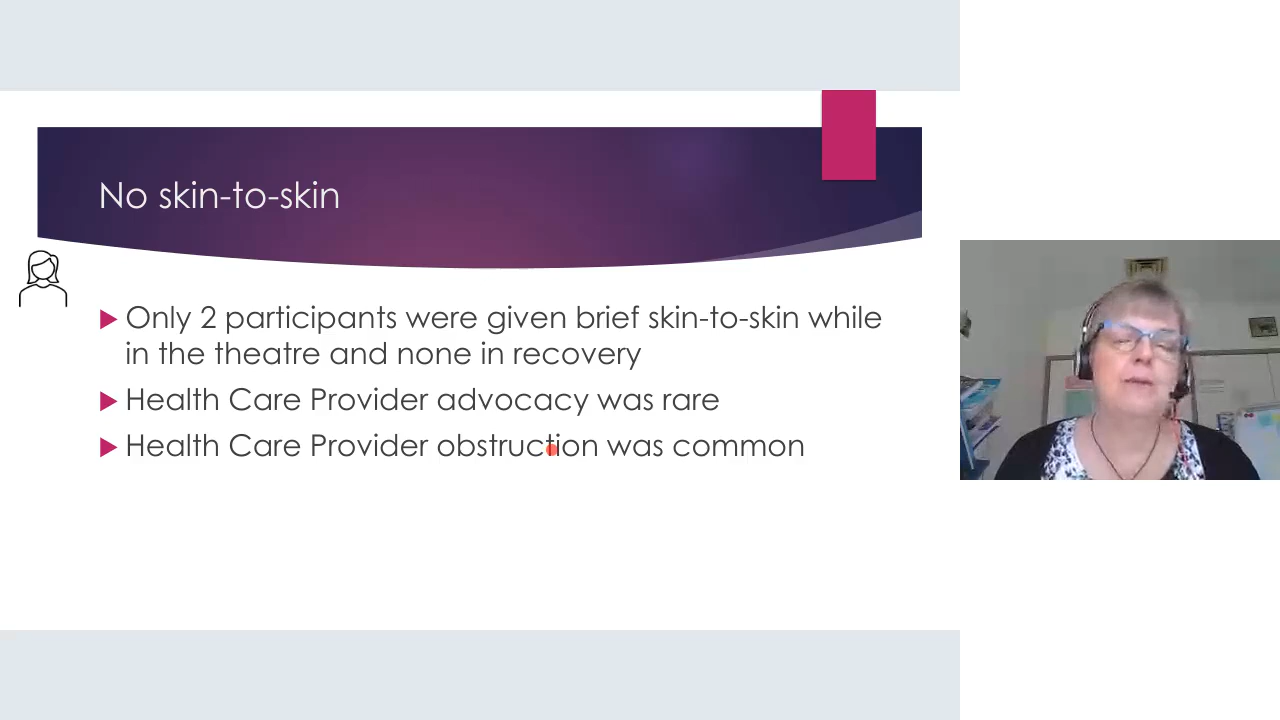 No skin-to-skin
Only 2 participants were given brief skin-to-skin while
in the theatre and none in recovery
Health Care Provider advocacy was rare
Health Care Provider obstruction was common